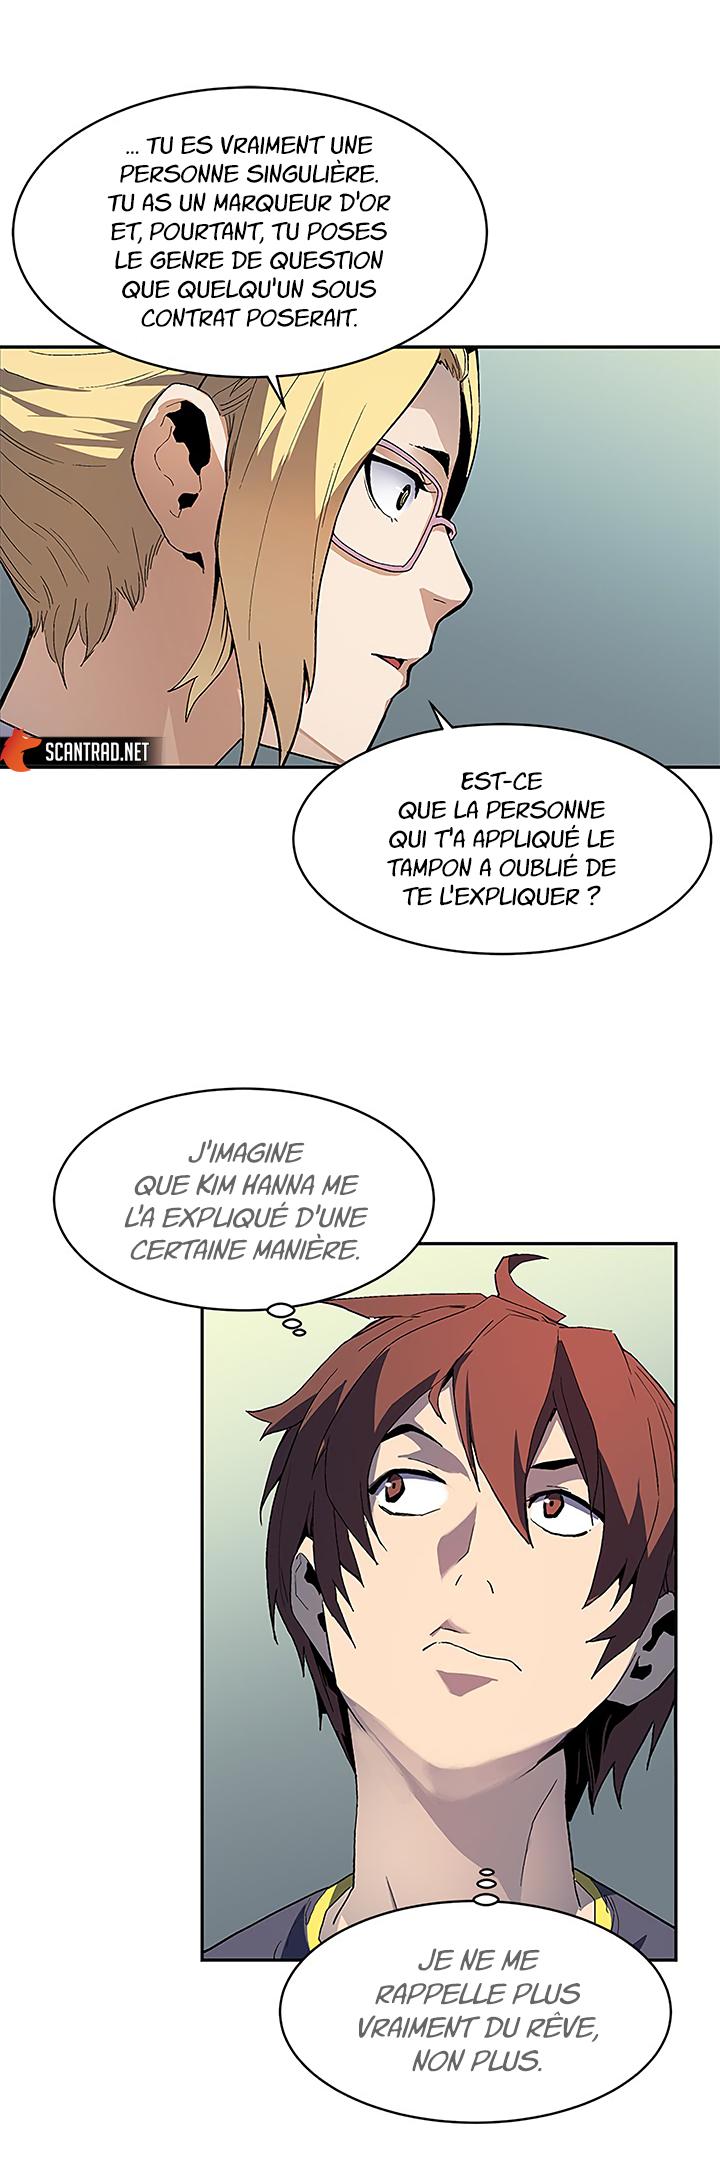 ... TU ES VRAIMENT UNE
PERSONNE SINGULIÈRE.
TU AS UN MARQUEUR D'OR
ET, POURTANT, TU POSES
LE GENRE DE QUESTION
QUE QUELQU'UN SOUS
CONTRAT POSERAIT.
SCANTRAD.NET
EST-CE
QUE LA PERSONNE
QUI T'A APPLIQUÉ LE
TAMPON A OUBLIÉ DE
TE L'EXPLIQUER ?
J'IMAGINE
QUE KIM HANNA ME
L'A EXPLIQUÉ D'UNE
CERTAINE MANIÈRE.
JE NE ME
RAPPELLE PLUS
VRAIMENT DU RÊVE,
NON PLUS.